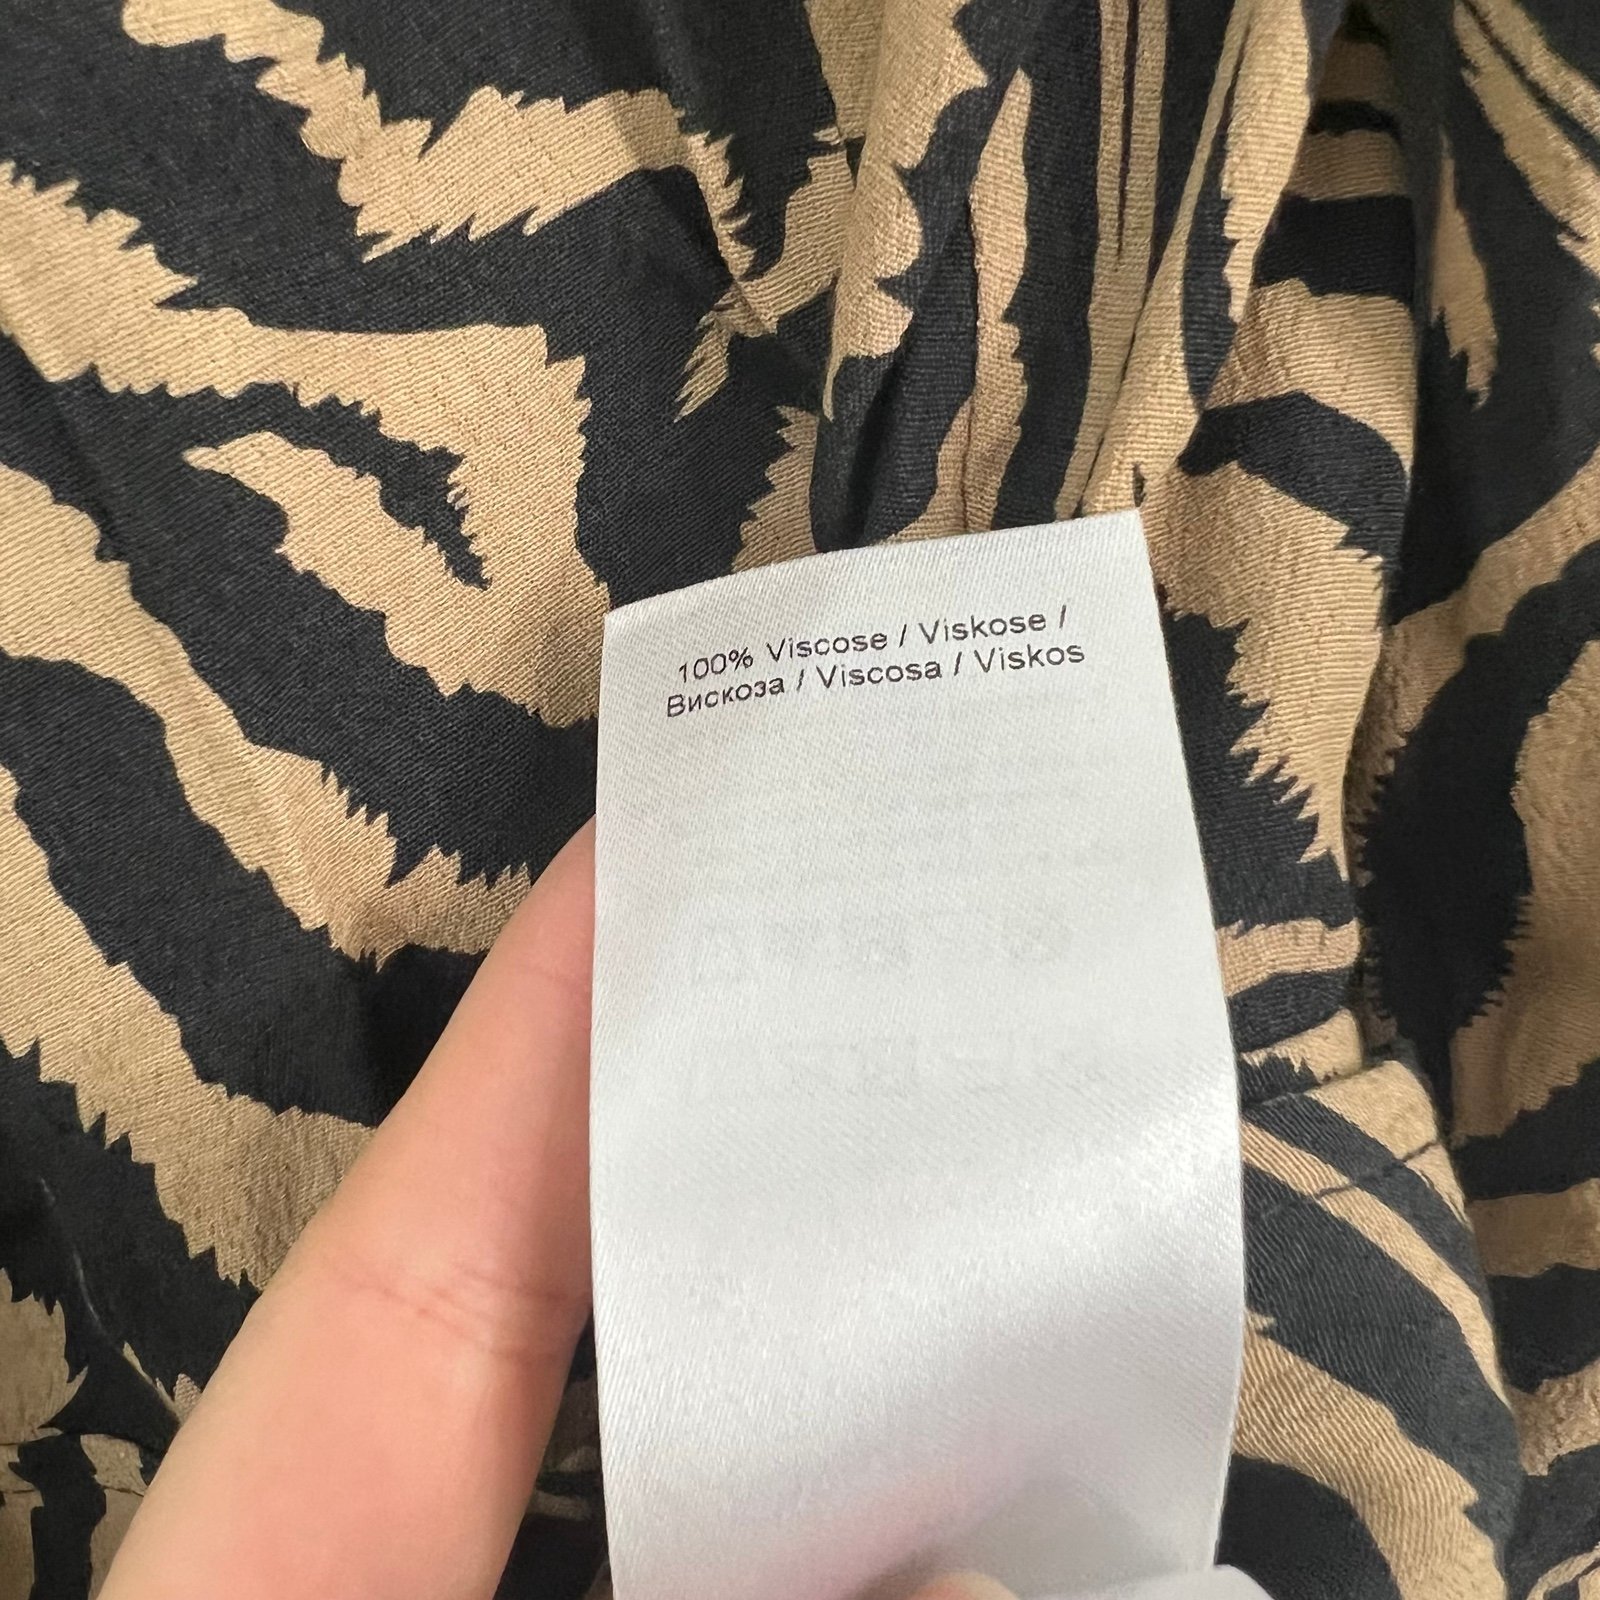 100% Viscose / Viskose /
Вискоза / Viscosa / Viskos